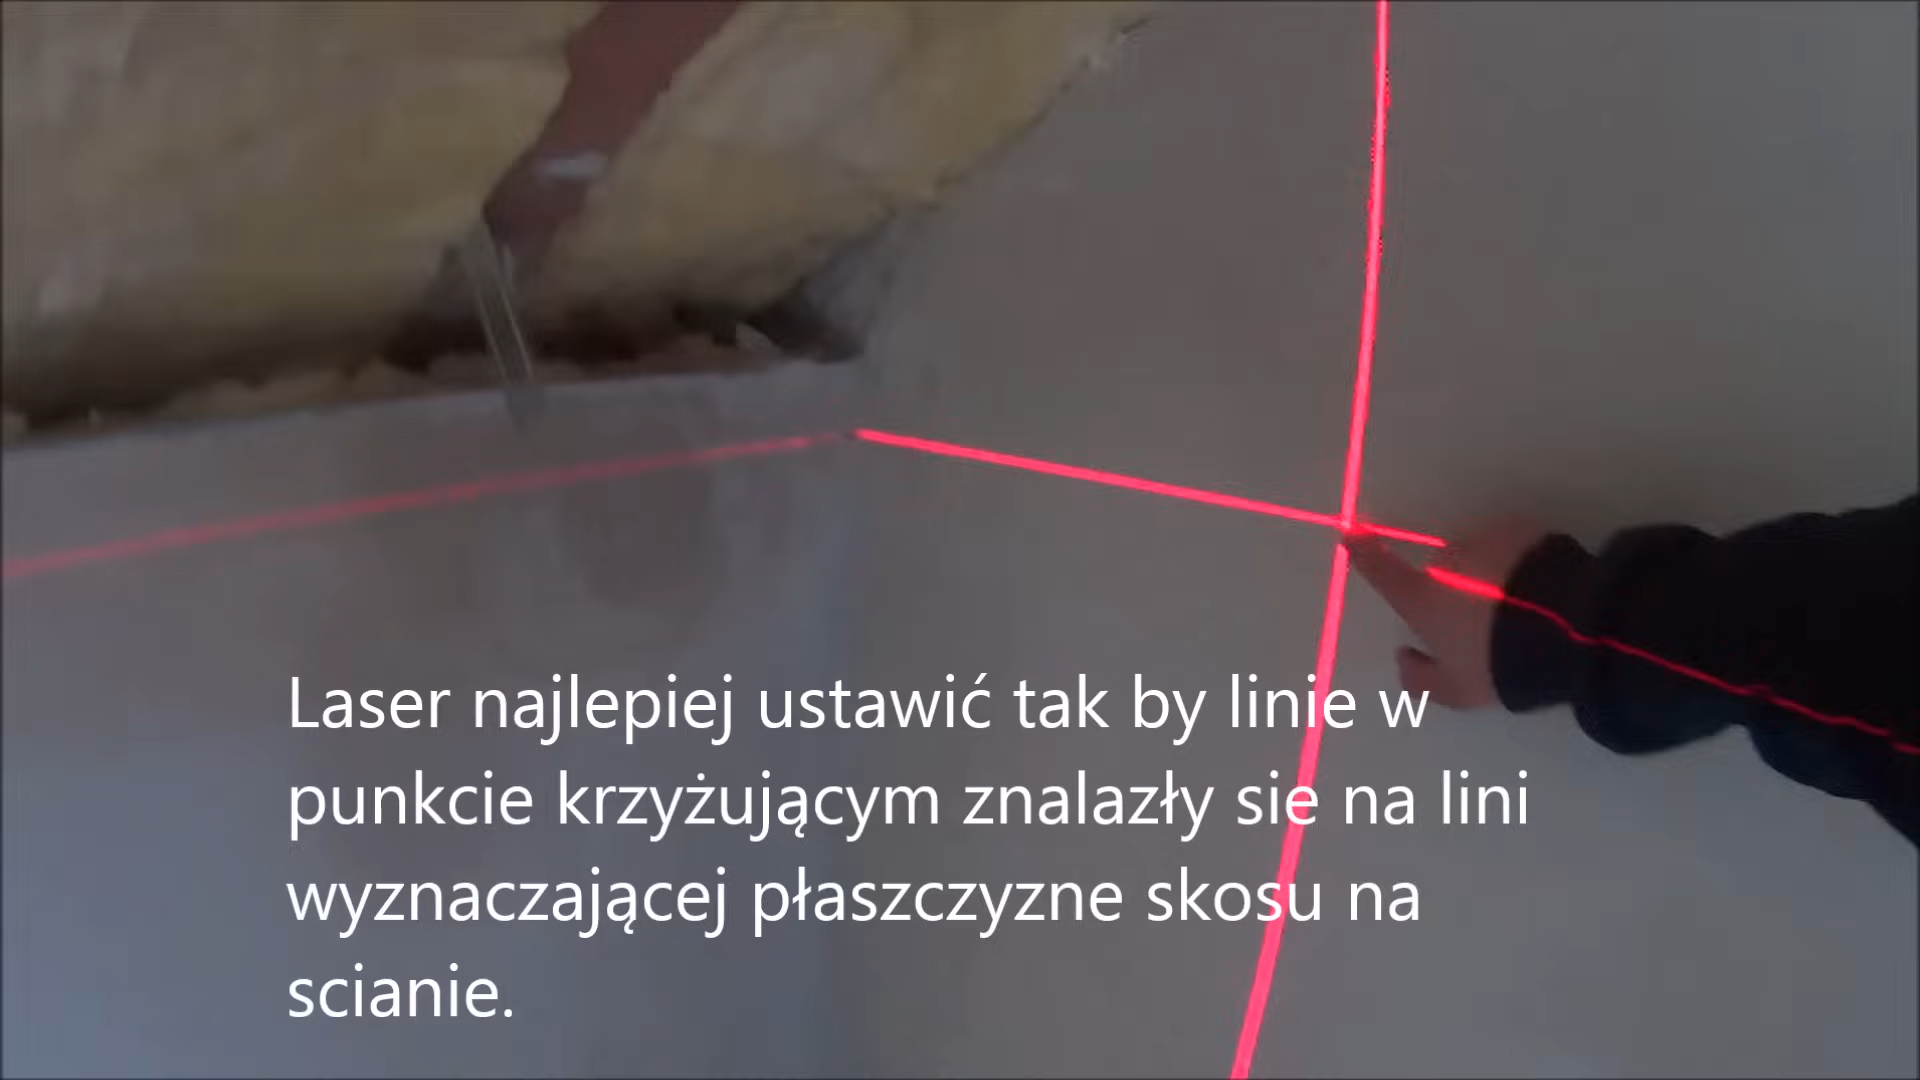 Laser najlepiej ustawić tak by linie w
punkcie krzyżującym znalazły sie na lini
wyznaczającej płaszczyzne skosu na
scianie.